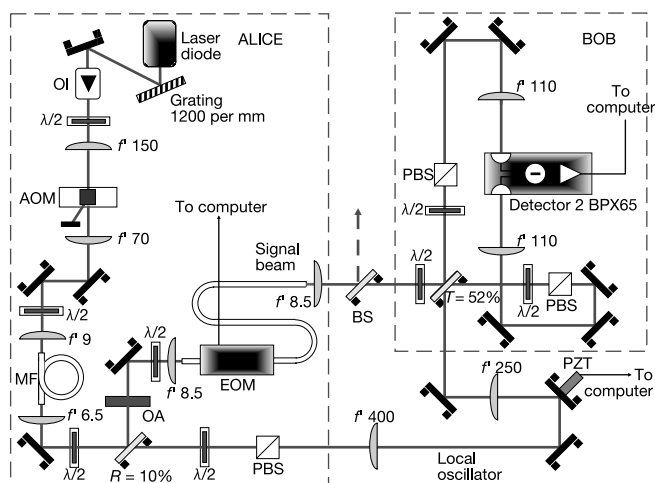 Laser
diode
ALICE
OI
Grating
1200 per mm
λ/2
f' 150
AOM
f' 70
To computer
Signal
beam
λ/2
f' 9
MF
f' 6.5
λ/2
f' 8.5
EOM
OA
f' 8.5
BS
λ/2
R = 10%
λ/2
PBS
f' 400
Local
oscillator
BOB
f' 110
To
computer
PBS
λ/2
Detector 2 BPX65
f' 110
λ/2
T = 52%
λ/2
PBS
f' 250
PZT
To
computer